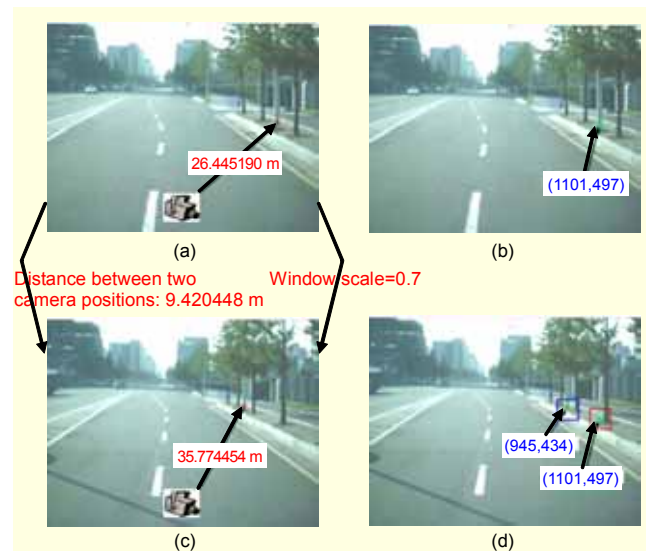 26.445190 m
(1101,497)
(a)
(b)
Distance between two
camera positions: 9.420448 m
Window scale=0.7
35.774454 m
(945,434)
(1101,497)
(c)
(d)